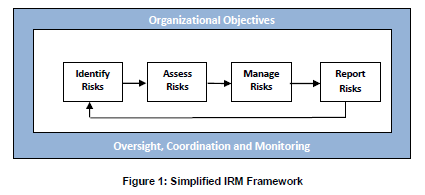 Organizational Objectives
Identify
Risks
Assess
Risks
Manage
Risks
Report
Risks
Oversight, Coordination and Monitoring
Figure 1: Simplified IRM Framework